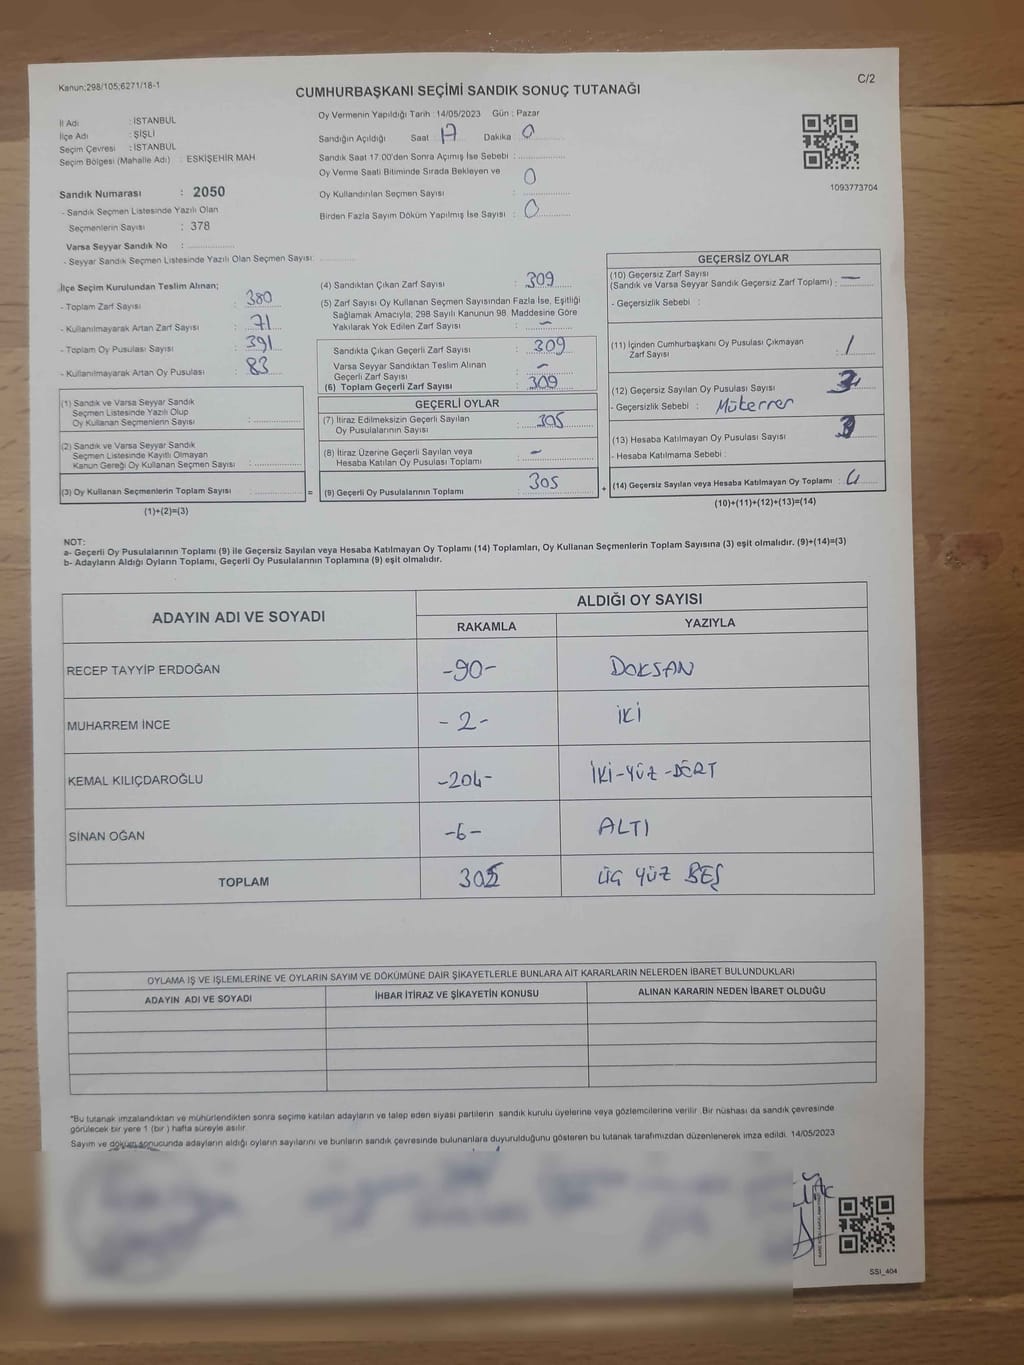 Kanun:298/105;6271/18-1
C/2
CUMHURBAŞKANI SEÇİMİ SANDIK SONUÇ TUTANAĞI
İl Adı : İSTANBUL
İlçe Adı : ŞİŞLİ
Seçim Çevresi : İSTANBUL
Seçim Bölgesi (Mahalle Adı) : ESKİŞEHİR MAH
Sandık Numarası : 2050
- Sandık Seçmen Listesinde Yazılı Olan
Seçmenlerin Sayısı : 378
Varsa Seyyar Sandık No :
- Seyyar Sandık Seçmen Listesinde Yazılı Olan Seçmen Sayısı:
Oy Vermenin Yapıldığı Tarih : 14/05/2023 Gün : Pazar
Sandığın Açıldığı Saat 17 Dakika 0
Sandık Saat 17.00'den Sonra Açımış İse Sebebi :
Oy Verme Saati Bitiminde Sırada Bekleyen ve
Oy Kullandırılan Seçmen Sayısı : 0
Birden Fazla Sayım Döküm Yapılmış İse Sayısı : 0
1093773704
İlçe Seçim Kurulundan Teslim Alınan;
- Toplam Zarf Sayısı : 380
- Kullanılmayarak Artan Zarf Sayısı : 71
- Toplam Oy Pusulası Sayısı : 391
- Kullanılmayarak Artan Oy Pusulası : 83
(1) Sandık ve Varsa Seyyar Sandık
Seçmen Listesinde Yazılı Olup
Oy Kullanan Seçmenlerin Sayısı :
(2) Sandık ve Varsa Seyyar Sandık
Seçmen Listesinde Kayıtlı Olmayan
Kanun Gereği Oy Kullanan Seçmen Sayısı :
(3) Oy Kullanan Seçmenlerin Toplam Sayısı : =
(1)+(2)=(3)
(4) Sandıktan Çıkan Zarf Sayısı : 309
(5) Zarf Sayısı Oy Kullanan Seçmen Sayısından Fazla İse, Eşitliği
Sağlamak Amacıyla; 298 Sayılı Kanunun 98. Maddesine Göre
Yakılarak Yok Edilen Zarf Sayısı : -
Sandıkta Çıkan Geçerli Zarf Sayısı : 309
Varsa Seyyar Sandıktan Teslim Alınan
Geçerli Zarf Sayısı : -
(6) Toplam Geçerli Zarf Sayısı : 309
GEÇERLİ OYLAR
(7) İtiraz Edilmeksizin Geçerli Sayılan
Oy Pusulalarının Sayısı : 305
(8) İtiraz Üzerine Geçerli Sayılan veya
Hesaba Katılan Oy Pusulası Toplamı : -
(9) Geçerli Oy Pusulalarının Toplamı : 305 +
GEÇERSİZ OYLAR
(10) Geçersiz Zarf Sayısı
(Sandık ve Varsa Seyyar Sandık Geçersiz Zarf Toplamı) : -
- Geçersizlik Sebebi :
(11) İçinden Cumhurbaşkanı Oy Pusulası Çıkmayan
Zarf Sayısı : 1
(12) Geçersiz Sayılan Oy Pusulası Sayısı :
- Geçersizlik Sebebi : Mükerrer
(13) Hesaba Katılmayan Oy Pusulası Sayısı :
- Hesaba Katılmama Sebebi :
(14) Geçersiz Sayılan veya Hesaba Katılmayan Oy Toplamı : 4
(10)+(11)+(12)+(13)=(14)
NOT:
a- Geçerli Oy Pusulalarının Toplamı (9) ile Geçersiz Sayılan veya Hesaba Katılmayan Oy Toplamı (14) Toplamları, Oy Kullanan Seçmenlerin Toplam Sayısına (3) eşit olmalıdır. (9)+(14)=(3)
b- Adayların Aldığı Oyların Toplamı, Geçerli Oy Pusulalarının Toplamına (9) eşit olmalıdır.
ADAYIN ADI VE SOYADI
ALDIĞI OY SAYISI
RAKAMLA YAZIYLA
RECEP TAYYİP ERDOĞAN -90- DOKSAN
MUHARREM İNCE -2- İKİ
KEMAL KILIÇDAROĞLU -204- İKİ-YÜZ-DÖRT
SİNAN OĞAN -6- ALTI
TOPLAM 305 ÜÇ YÜZ BEŞ
OYLAMA İŞ VE İŞLEMLERİNE VE OYLARIN SAYIM VE DÖKÜMÜNE DAİR ŞİKAYETLERLE BUNLARA AİT KARARLARIN NELERDEN İBARET BULUNDUKLARI
ADAYIN ADI VE SOYADI İHBAR İTİRAZ VE ŞİKAYETİN KONUSU ALINAN KARARIN NEDEN İBARET OLDUĞU
*Bu tutanak imzalandıktan ve mühürlendikten sonra seçime katılan adayların ve talep eden siyasi partilerin sandık kurulu üyelerine veya gözlemcilerine verilir. Bir nüshası da sandık çevresinde
görülecek bir yere 1 (bir ) hafta süreyle asılır.
Sayım ve döküm sonucunda adayların aldığı oyların sayılarını ve bunların sandık çevresinde bulunanlara duyurulduğunu gösteren bu tutanak tarafımızdan düzenlenerek imza edildi. 14/05/2023
SSI_404